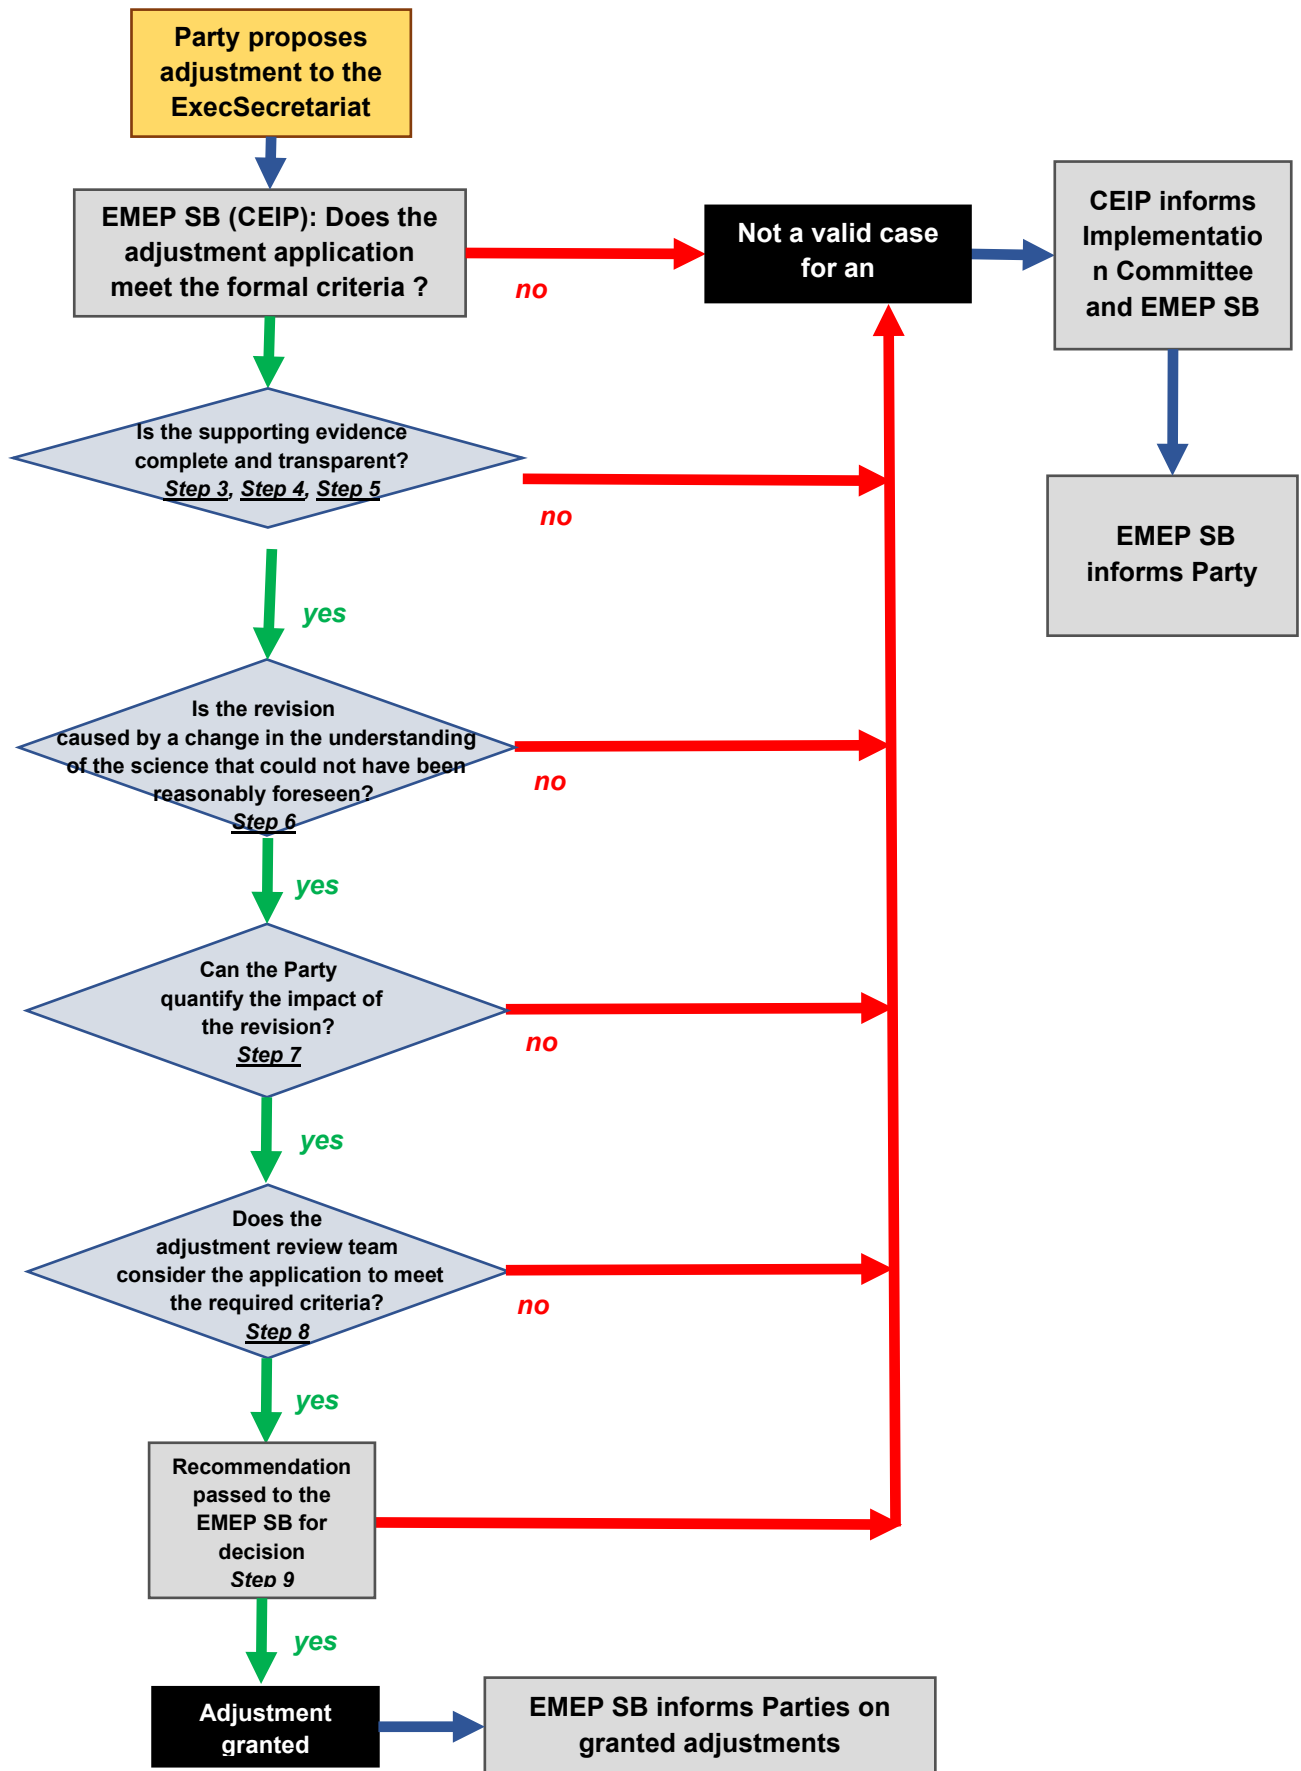 Party proposes
adjustment to the
ExecSecretariat
EMEP SB (CEIP): Does the
adjustment application
meet the formal criteria ?
no
Not a valid case
for an
CEIP informs
Implementatio
n Committee
and EMEP SB
EMEP SB
informs Party
Is the supporting evidence
complete and transparent?
Step 3, Step 4, Step 5
no
yes
Is the revision
caused by a change in the understanding
of the science that could not have been
reasonably foreseen?
Step 6
no
yes
Can the Party
quantify the impact of
the revision?
Step 7
no
yes
Does the
adjustment review team
consider the application to meet
the required criteria?
Step 8
no
yes
Recommendation
passed to the
EMEP SB for
decision
Step 9
yes
Adjustment
granted
EMEP SB informs Parties on
granted adjustments